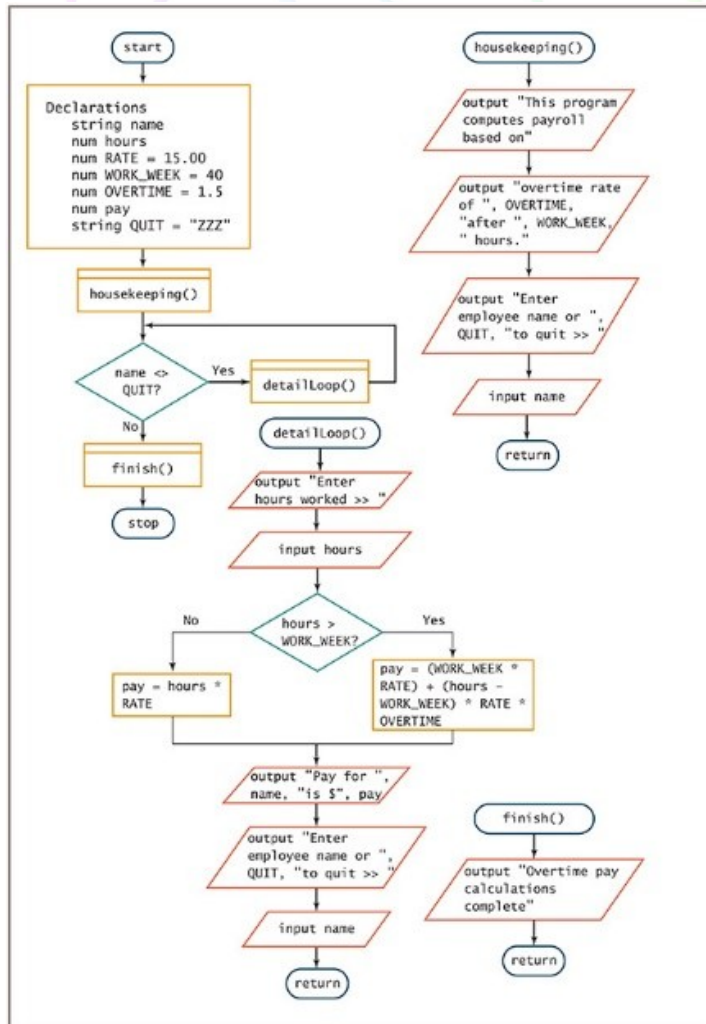 start
Declarations
string name
num hours
num RATE = 15.00
num WORK_WEEK = 40
num OVERTIME = 1.5
num pay
string QUIT = "ZZZ"
housekeeping()
name <>
QUIT?
Yes
detailLoop()
No
finish()
stop
housekeeping()
output "This program
computes payroll
based on"
output "overtime rate
of ", OVERTIME,
"after ", WORK_WEEK,
" hours."
output "Enter
employee name or ",
QUIT, "to quit >> "
input name
return
detailLoop()
output "Enter
hours worked >> "
input hours
hours >
WORK_WEEK?
No
Yes
pay = hours *
RATE
pay = (WORK_WEEK *
RATE) + (hours -
WORK_WEEK) * RATE *
OVERTIME
output "Pay for ",
name, "is $", pay
output "Enter
employee name or ",
QUIT, "to quit >> "
input name
return
finish()
output "Overtime pay
calculations
complete"
return